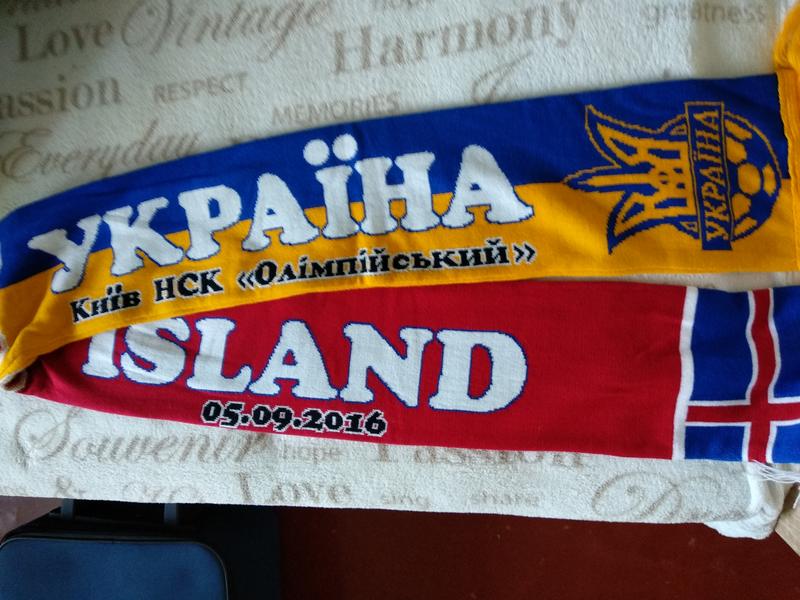 Love Vintage
Harmony
greatness
assion RESPECT
MEMORIES
Everyday
УКРАЇНА
УКРАЇНА
Київ НСК «Олімпійський»
ISLAND
05.09.2016
Souvenir hope Passion
& Love sing share